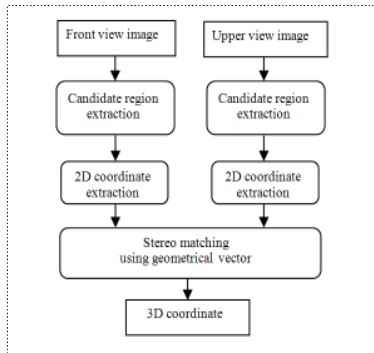 Front view image
Upper view image
Candidate region
extraction
Candidate region
extraction
2D coordinate
extraction
2D coordinate
extraction
Stereo matching
using geometrical vector
3D coordinate